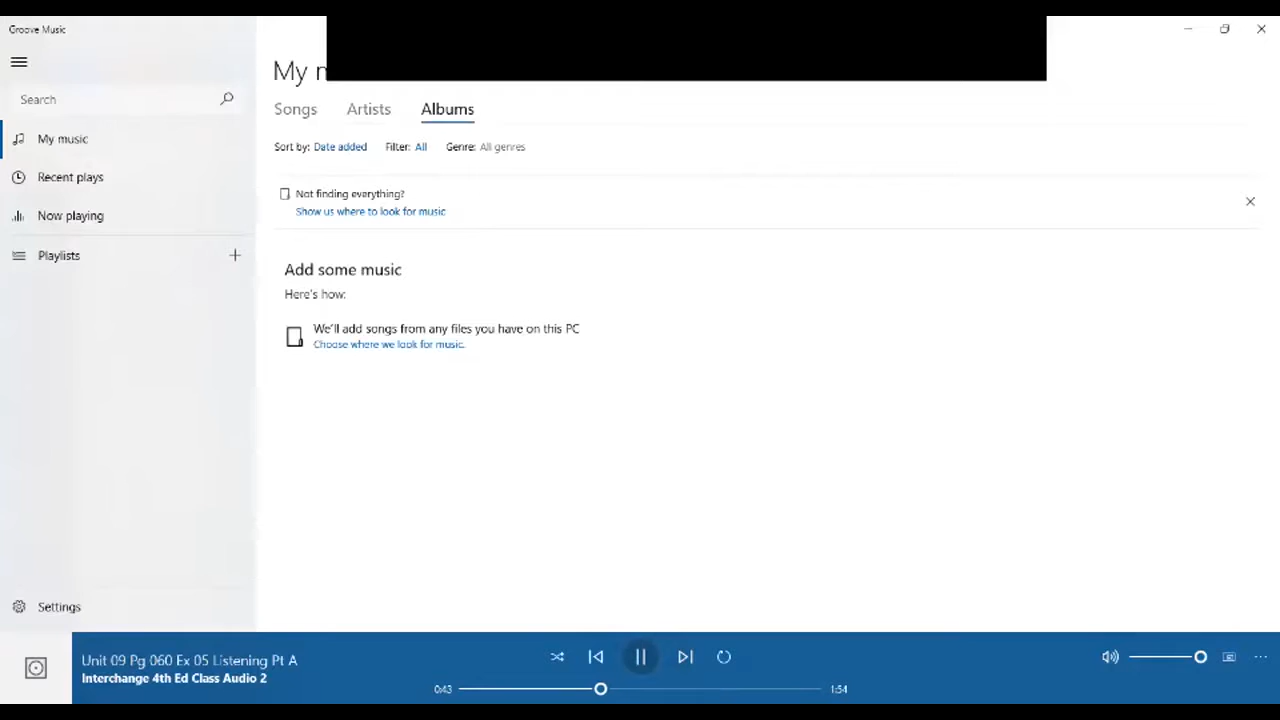 Groove Music
Search
My music
Recent plays
Now playing
Playlists
Settings
My
Songs Artists Albums
Sort by: Date added Filter: All Genre: All genres
Not finding everything?
Show us where to look for music
Add some music
Here's how:
We'll add songs from any files you have on this PC
Choose where we look for music.
Unit 09 Pg 060 Ex 05 Listening Pt A
Interchange 4th Ed Class Audio 2
0:43 1:54